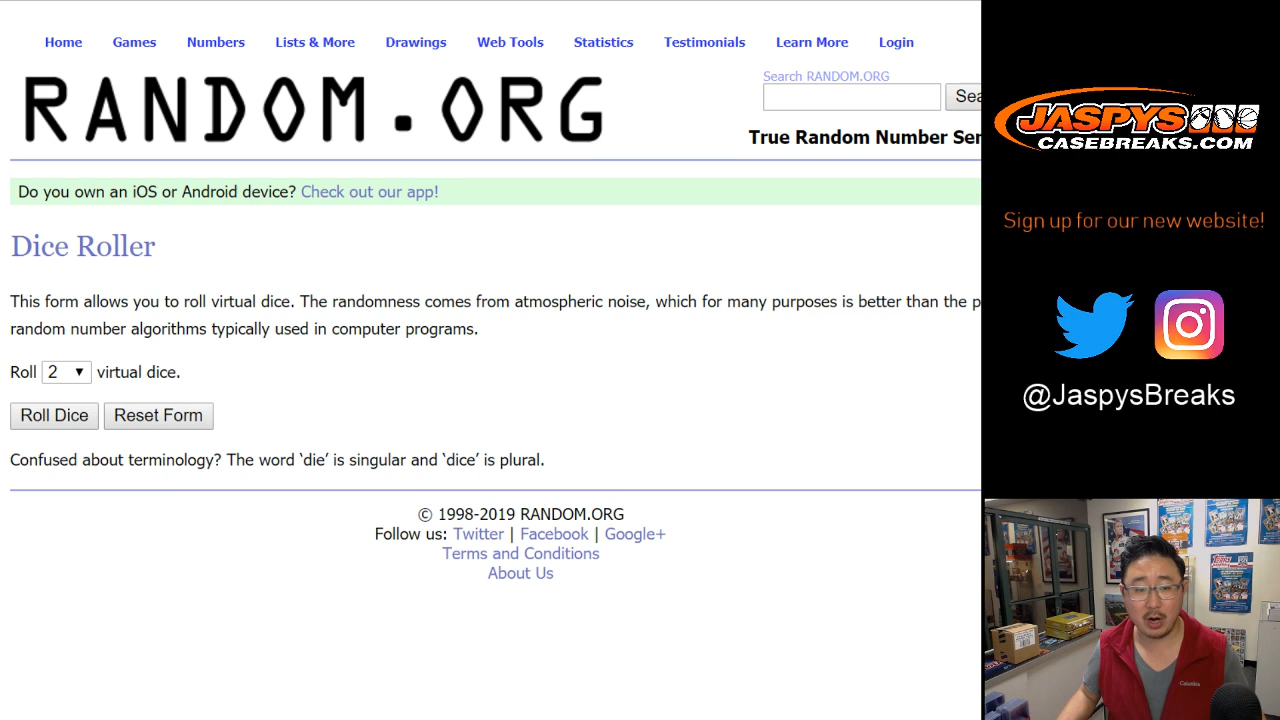 Home Games Numbers Lists & More Drawings Web Tools Statistics Testimonials Learn More Login
RANDOM.ORG
Search RANDOM.ORG
Sea
True Random Number Ser
Do you own an iOS or Android device? Check out our app!
Dice Roller
This form allows you to roll virtual dice. The randomness comes from atmospheric noise, which for many purposes is better than the p
random number algorithms typically used in computer programs.
Roll 2 virtual dice.
Roll Dice Reset Form
Confused about terminology? The word ‘die’ is singular and ‘dice’ is plural.
© 1998-2019 RANDOM.ORG
Follow us: Twitter | Facebook | Google+
Terms and Conditions
About Us
JASPYS
CASEBREAKS.COM
Sign up for our new website!
@JaspysBreaks
Columbia